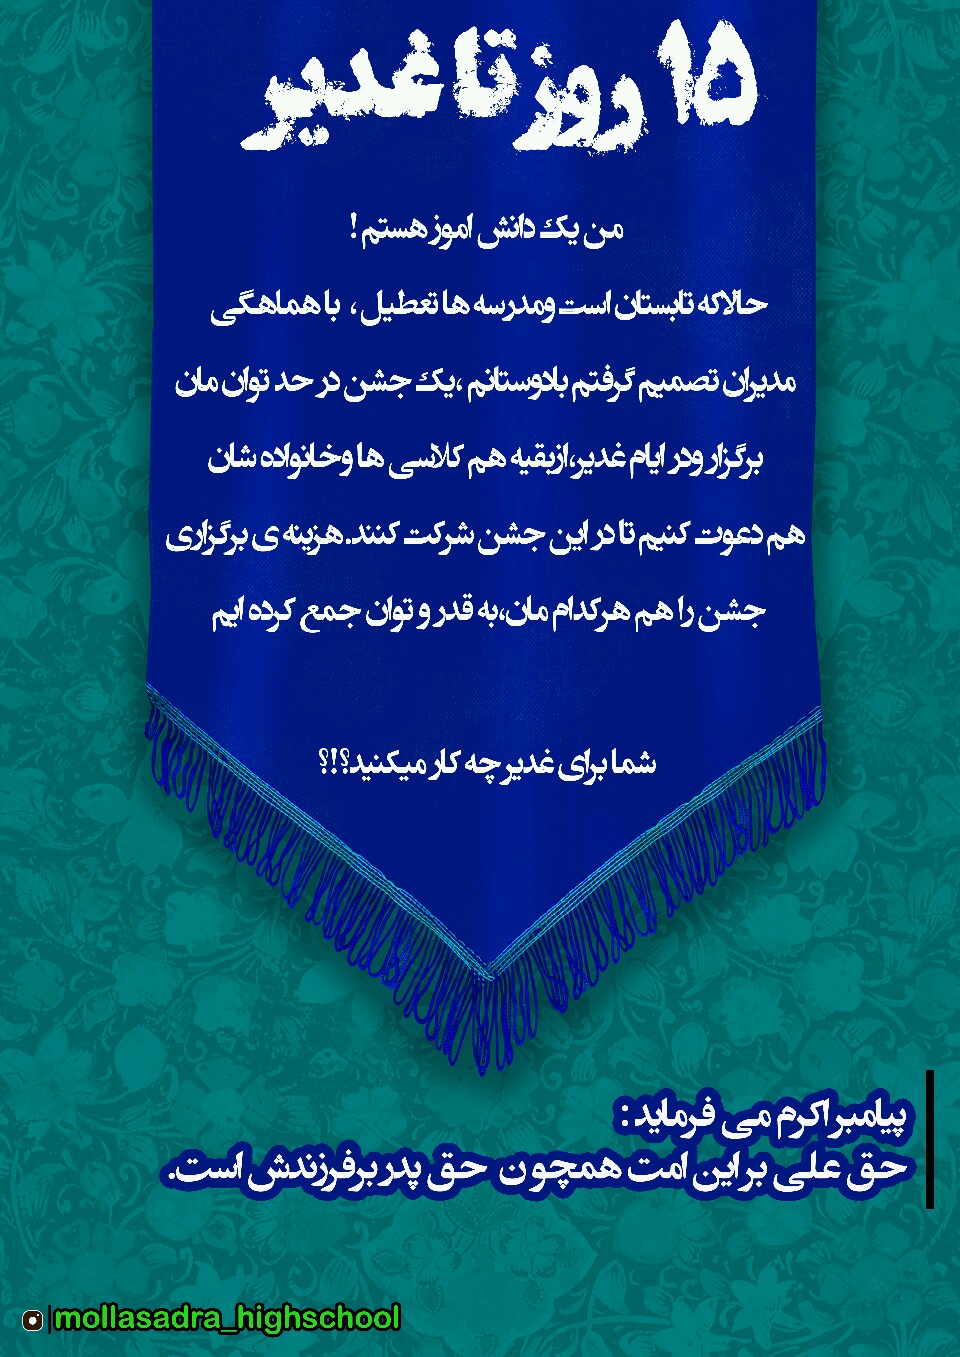 ۱۵ روز تا غدیر
من یک دانش اموز هستم !
حالاکه تابستان است ومدرسه ها تعطیل ، با هماهگی
مدیران تصمیم گرفتم بادوستانم ،یک جشن در حد توان مان
برگزار ودر ایام غدیر،ازبقیه هم کلاسی ها وخانواده شان
هم دعوت کنیم تا در این جشن شرکت کنند.هزینه ی برگزاری
جشن را هم هرکدام مان،به قدر و توان جمع کرده ایم
شما برای غدیر چه کار میکنید؟!؟
پیامبر اکرم می فرماید :
حق علی بر این امت همچو ن حق پدر برفرزندش است.
mollasadra_highschool